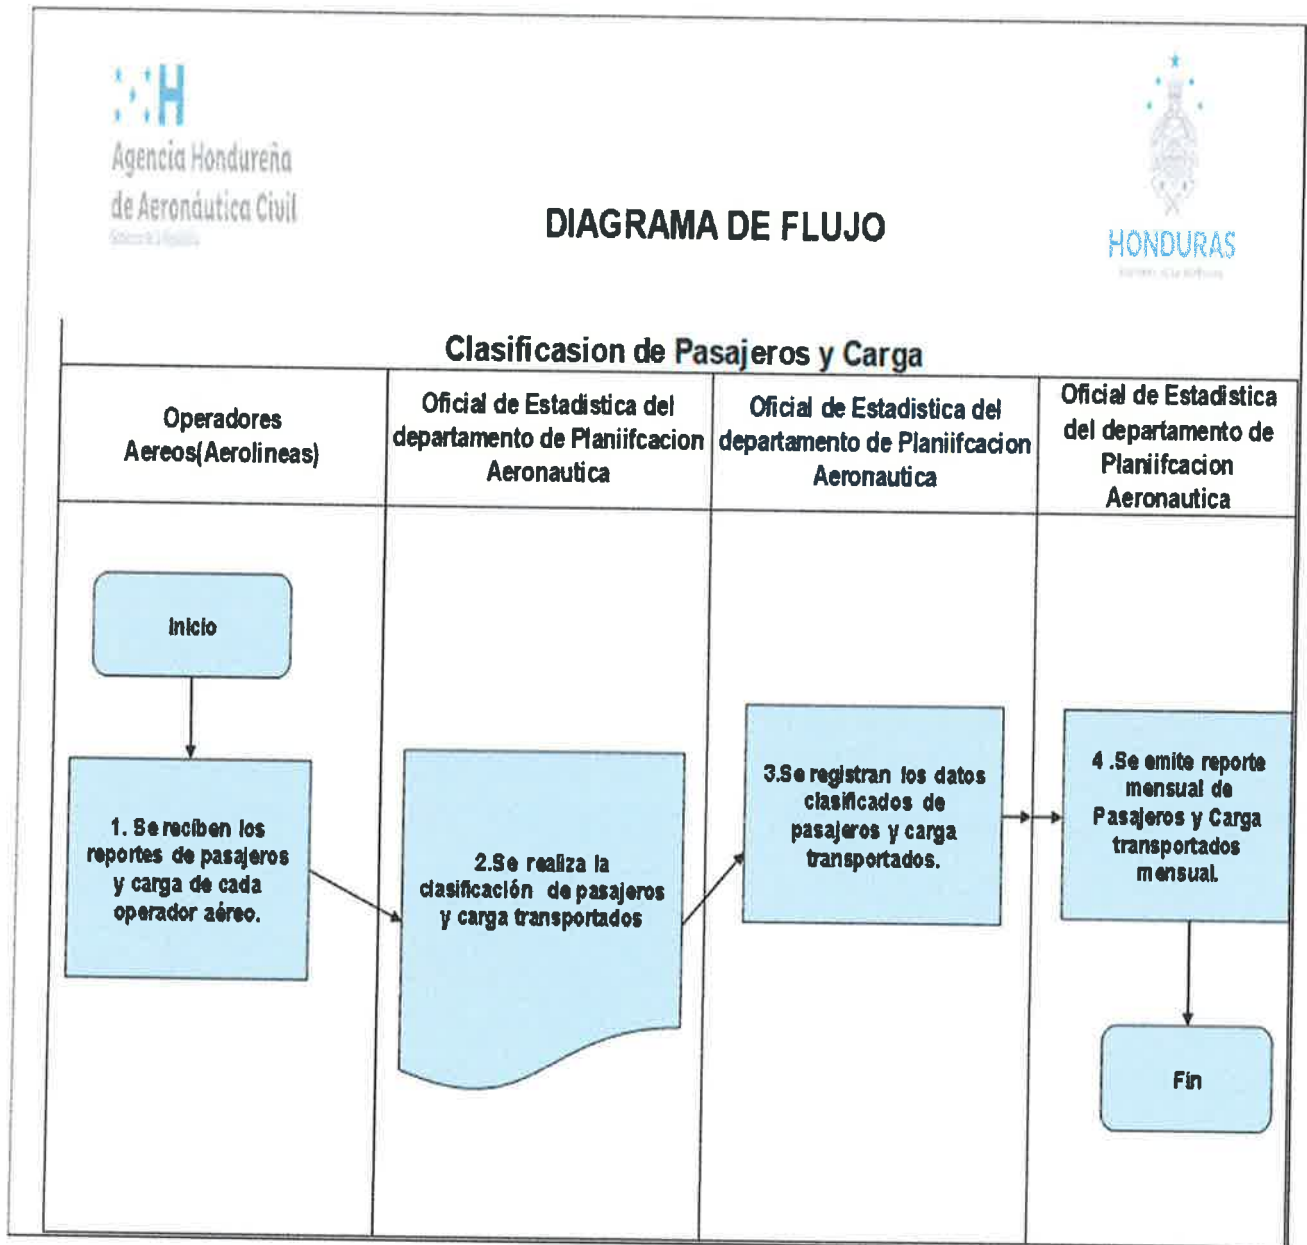 H
Agencia Hondureña
de Aeronáutica Civil
DIAGRAMA DE FLUJO
HONDURAS
Clasificasion de Pasajeros y Carga
Operadores
Aereos(Aerolineas)
Oficial de Estadistica del
departamento de Planiifcacion
Aeronautica
Oficial de Estadistica del
departamento de Planiifcacion
Aeronautica
Oficial de Estadistica
del departamento de
Planiifcacion
Aeronautica
Inicio
1. Se reciben los
reportes de pasajeros
y carga de cada
operador aéreo.
2.Se realiza la
clasificación de pasajeros
y carga transportados
3.Se registran los datos
clasificados de
pasajeros y carga
transportados.
4 .Se emite reporte
mensual de
Pasajeros y Carga
transportados
mensual.
Fin